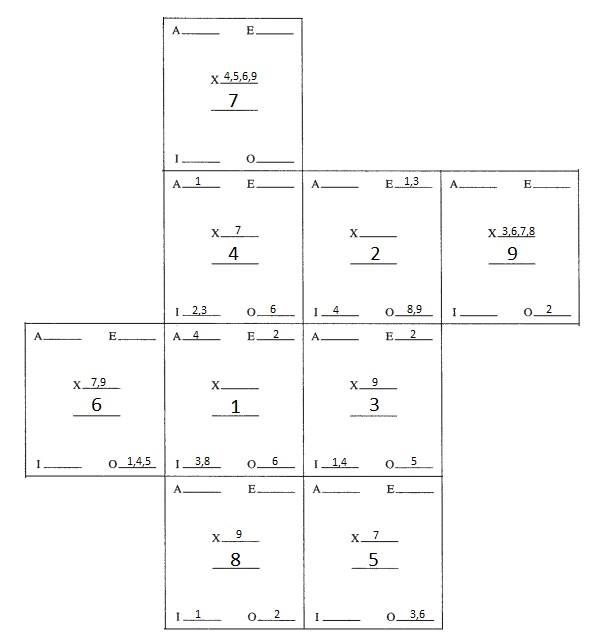 A______ E______
X 4,5,6,9
7
I______ O______
A 1 E______ A______ E 1,3 A______ E______
X 7 X______ X 3,6,7,8
4 2 9
I 2,3 O 6 I 4 O 8,9 I______ O 2
A______ E______ A 4 E 2 A______ E 2
X 7,9 X______ X 9
6 1 3
I______ O 1,4,5 I 3,8 O 6 I 1,4 O 5
A______ E______ A______ E______
X 9 X 7
8 5
I 1 O 2 I______ O 3,6